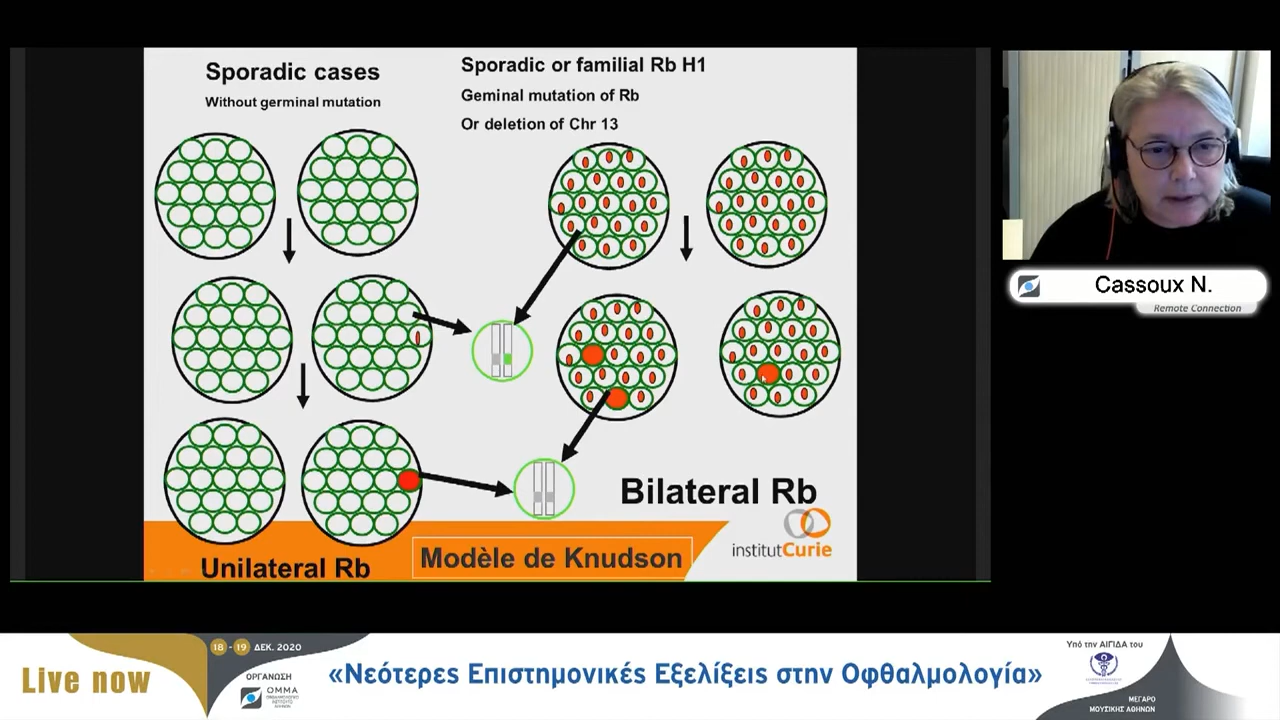 Sporadic cases
Without germinal mutation
Sporadic or familial Rb H1
Geminal mutation of Rb
Or deletion of Chr 13
Bilateral Rb
institutCurie
Modèle de Knudson
Unilateral Rb
Cassoux N.
Remote Connection
Live now
18 - 19 ΔΕΚ. 2020
ΟΡΓΑΝΩΣΗ
ΟΜΜΑ
«Νεότερες Επιστημονικές Εξελίξεις στην Οφθαλμολογία»
Υπό την ΑΙΓΙΔΑ του
ΜΕΓΑΡΟ
ΜΟΥΣΙΚΗΣ ΑΘΗΝΩΝ